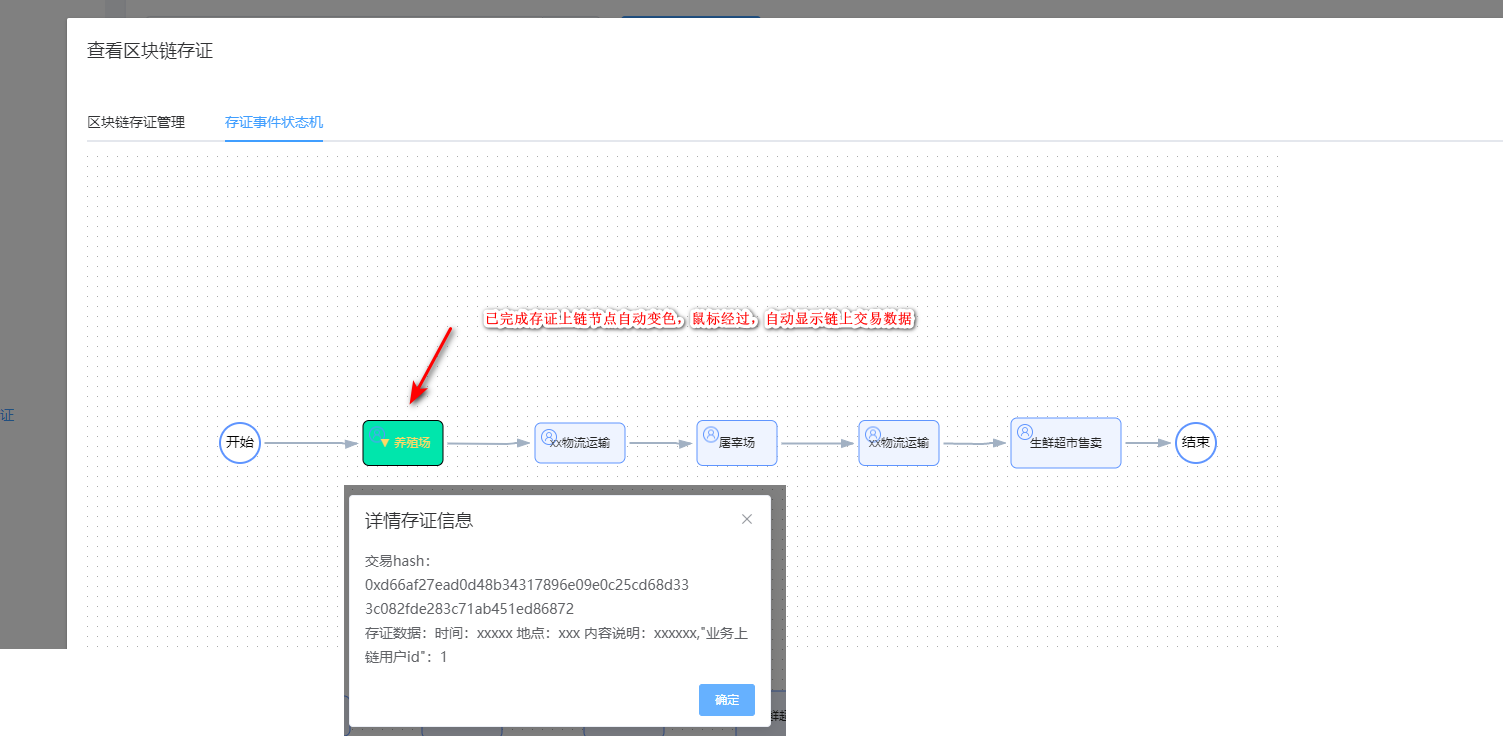 查看区块链存证
区块链存证管理
存证事件状态机
已完成存证上链节点自动变色，鼠标经过，自动显示链上交易数据
证
开始
▼ 养殖场
xx物流运输
屠宰场
xx物流运输
生鲜超市售卖
结束
详情存证信息
交易hash：
0xd66af27ead0d48b34317896e09e0c25cd68d33
3c082fde283c71ab451ed86872
存证数据：时间：xxxxx 地点：xxx 内容说明：xxxxxx,"业务上
链用户id"：1
确定
鲜超